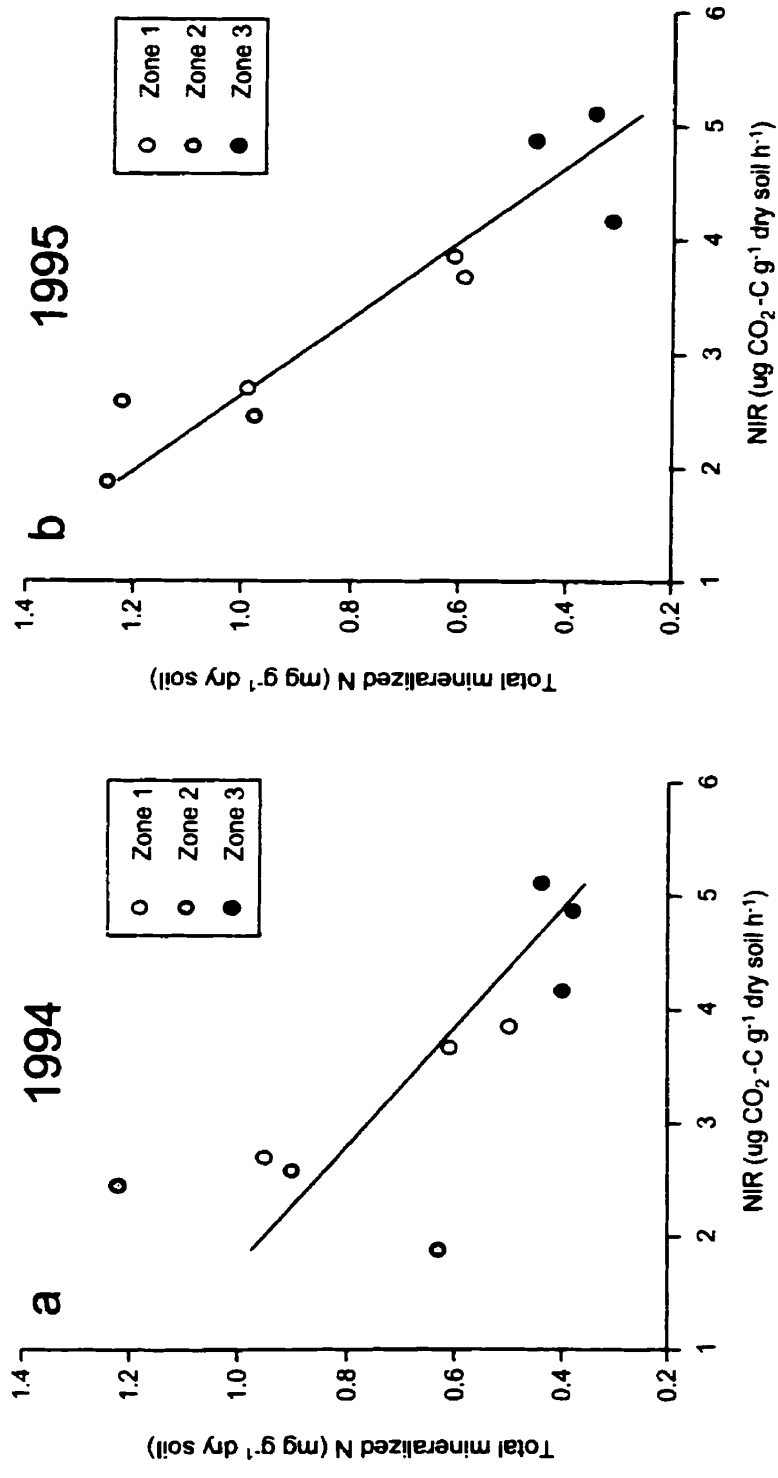 a
1994
Zone 1
Zone 2
Zone 3
Total mineralized N (mg g⁻¹ dry soil)
1.4
1.2
1.0
0.8
0.6
0.4
0.2
1 2 3 4 5 6
NIR (ug CO₂-C g⁻¹ dry soil h⁻¹)
b
1995
Zone 1
Zone 2
Zone 3
Total mineralized N (mg g⁻¹ dry soil)
1.4
1.2
1.0
0.8
0.6
0.4
0.2
1 2 3 4 5 6
NIR (ug CO₂-C g⁻¹ dry soil h⁻¹)